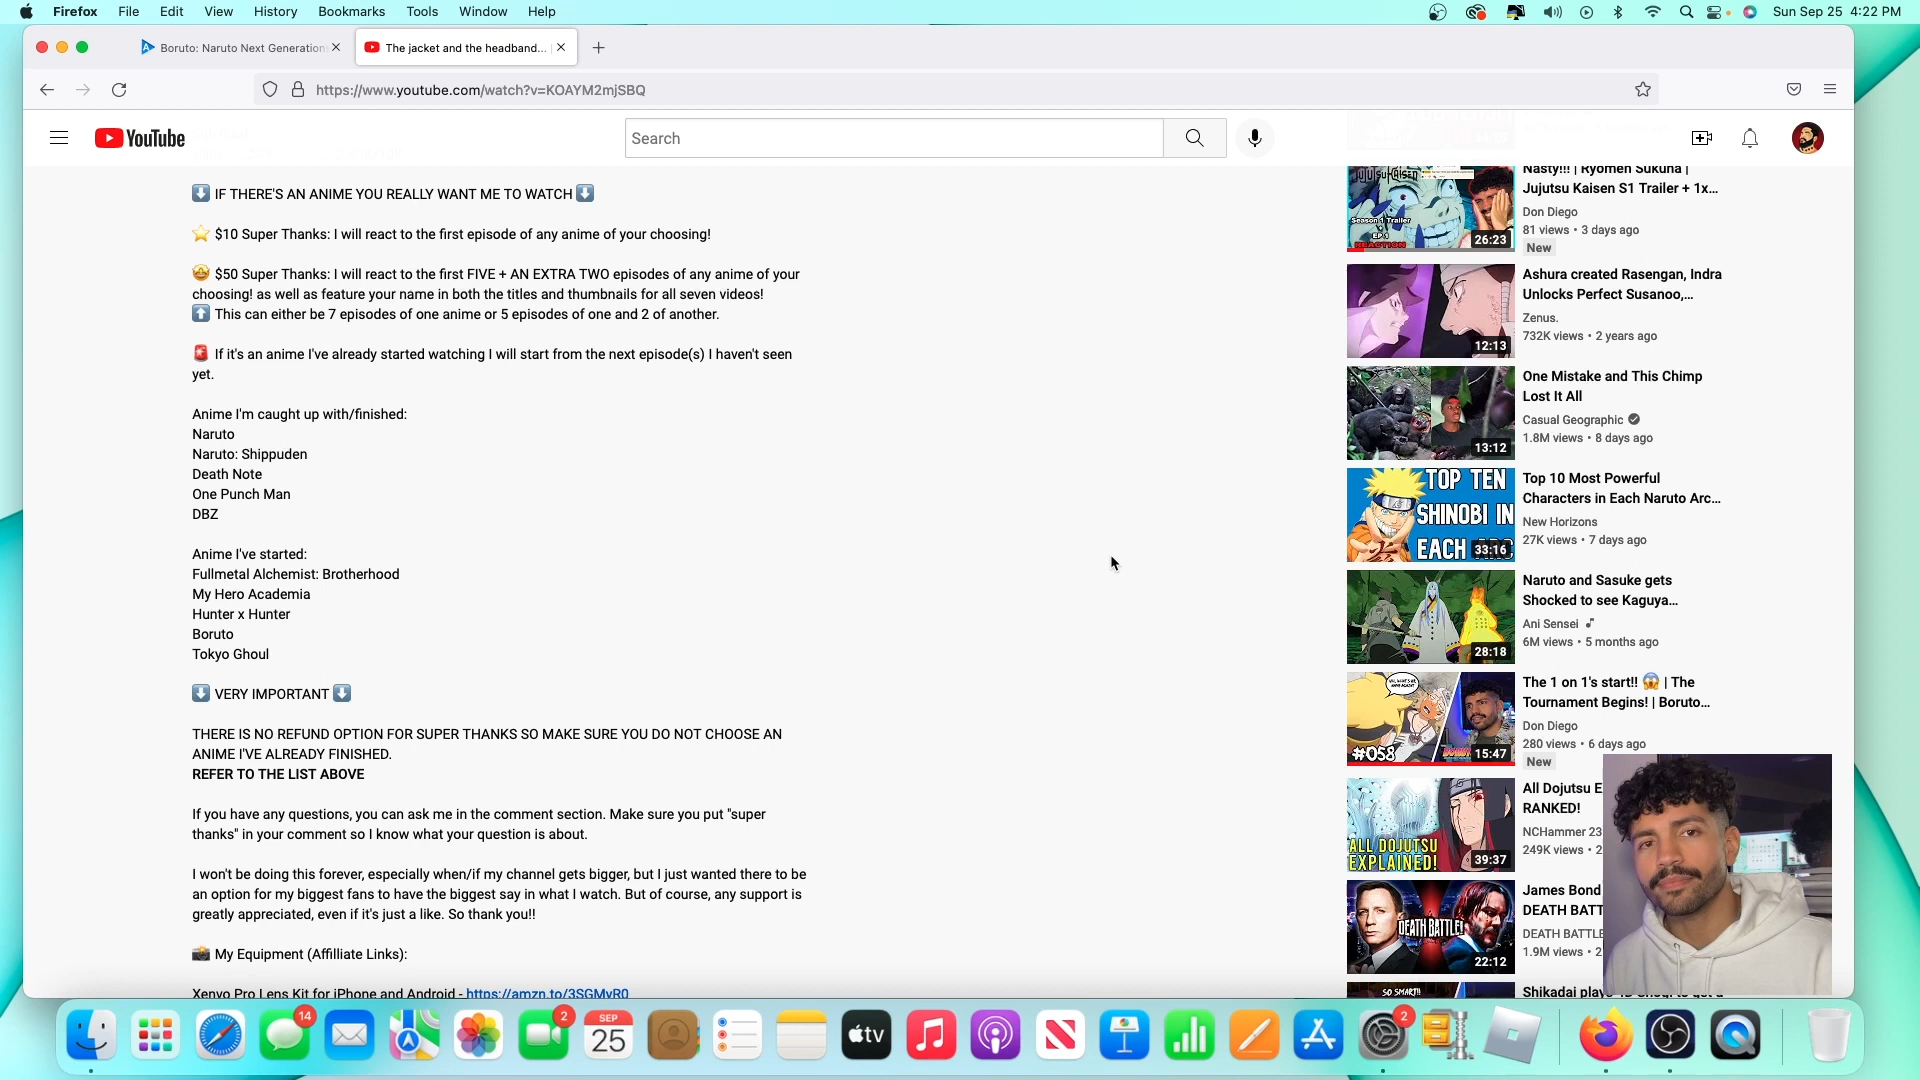 Firefox File Edit View History Bookmarks Tools Window Help
Sun Sep 25 4:22 PM
Boruto: Naruto Next Generation
The jacket and the headband...
https://www.youtube.com/watch?v=KOAYM2mjSBQ
YouTube
Search
IF THERE'S AN ANIME YOU REALLY WANT ME TO WATCH
$10 Super Thanks: I will react to the first episode of any anime of your choosing!
$50 Super Thanks: I will react to the first FIVE + AN EXTRA TWO episodes of any anime of your
choosing! as well as feature your name in both the titles and thumbnails for all seven videos!
This can either be 7 episodes of one anime or 5 episodes of one and 2 of another.
If it's an anime I've already started watching I will start from the next episode(s) I haven't seen
yet.
Anime I'm caught up with/finished:
Naruto
Naruto: Shippuden
Death Note
One Punch Man
DBZ
Anime I've started:
Fullmetal Alchemist: Brotherhood
My Hero Academia
Hunter x Hunter
Boruto
Tokyo Ghoul
VERY IMPORTANT
THERE IS NO REFUND OPTION FOR SUPER THANKS SO MAKE SURE YOU DO NOT CHOOSE AN
ANIME I'VE ALREADY FINISHED.
REFER TO THE LIST ABOVE
If you have any questions, you can ask me in the comment section. Make sure you put "super
thanks" in your comment so I know what your question is about.
I won't be doing this forever, especially when/if my channel gets bigger, but I just wanted there to be
an option for my biggest fans to have the biggest say in what I watch. But of course, any support is
greatly appreciated, even if it's just a like. So thank you!!
My Equipment (Affilliate Links):
Xenvo Pro Lens Kit for iPhone and Android - https://amzn.to/3SGMvR0
JUJUTSU KAISEN
Season 1 Trailer +
EP.1
REACTION
26:23
Nasty!!! | Ryomen Sukuna |
Jujutsu Kaisen S1 Trailer + 1x...
Don Diego
81 views • 3 days ago
New
12:13
Ashura created Rasengan, Indra
Unlocks Perfect Susanoo,...
Zenus.
732K views • 2 years ago
13:12
One Mistake and This Chimp
Lost It All
Casual Geographic
1.8M views • 8 days ago
TOP TEN
SHINOBI IN
EACH ARC
33:16
Top 10 Most Powerful
Characters in Each Naruto Arc...
New Horizons
27K views • 7 days ago
28:18
Naruto and Sasuke gets
Shocked to see Kaguya...
Ani Sensei
6M views • 5 months ago
#058
15:47
The 1 on 1's start!! | The
Tournament Begins! | Boruto...
Don Diego
280 views • 6 days ago
New
ALL DOJUTSU
EXPLAINED!
39:37
All Dojutsu E
RANKED!
NCHammer 23
249K views • 2
DEATH BATTLE!
22:12
James Bond
DEATH BATT
DEATH BATTLE
1.9M views • 2
SO SMART!!
14
2
SEP
25
tv
2